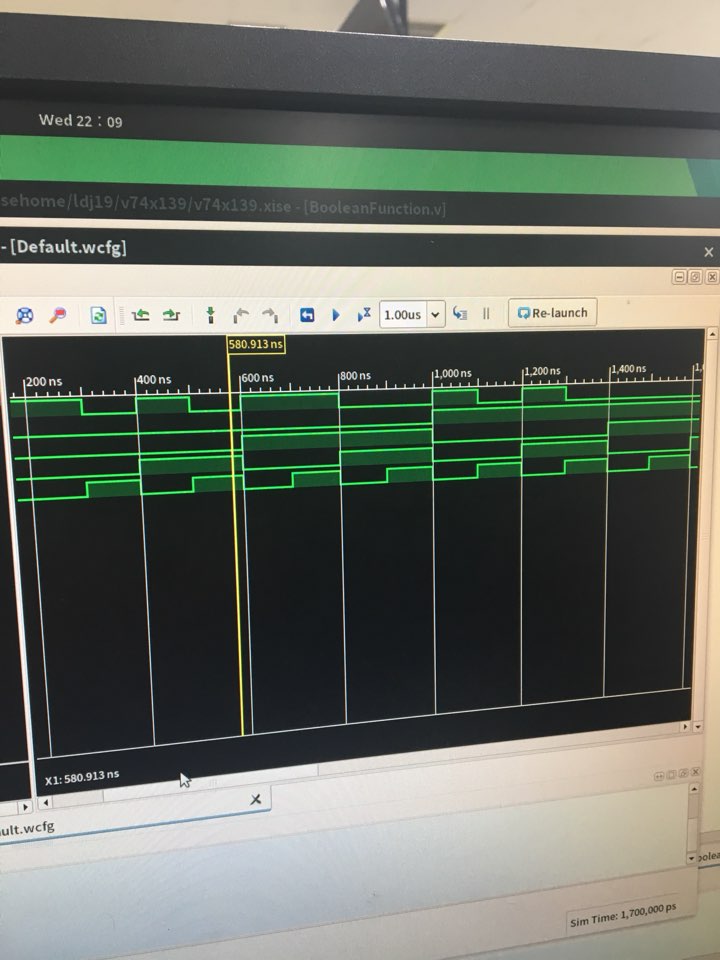 Wed 22 : 09
sehome/ldj19/v74x139/v74x139.xise - [BooleanFunction.v]
- [Default.wcfg]
1.00us
Re-launch
580.913 ns
200 ns
400 ns
600 ns
800 ns
1,000 ns
1,200 ns
1,400 ns
X1: 580.913 ns
ult.wcfg
oolea
Sim Time: 1,700,000 ps